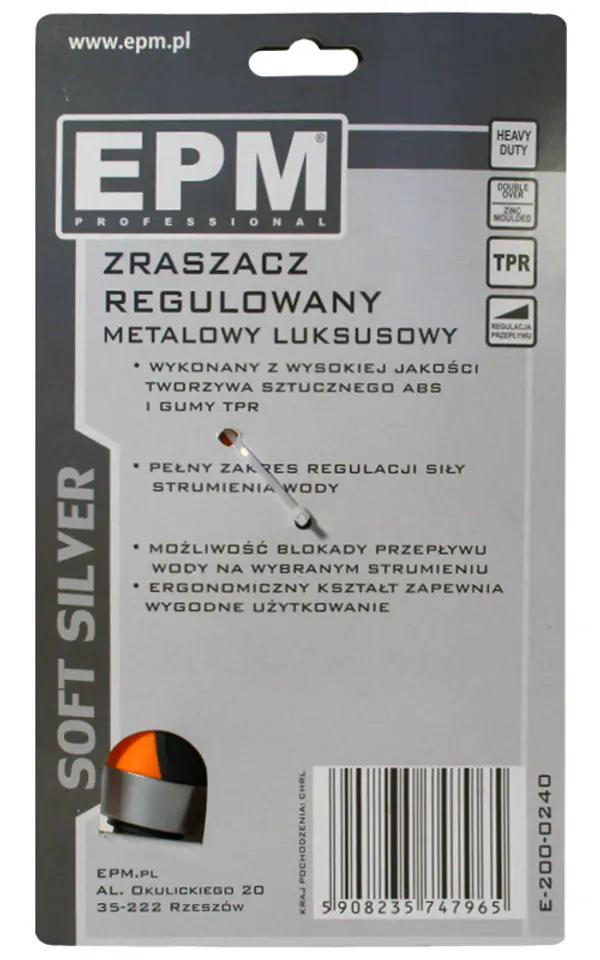 www.epm.pl
EPM®
PROFESSIONAL
HEAVY
DUTY
DOUBLE
OVER
ZINC
MOULDED
TPR
REGULACJA
PRZEPŁYWU
ZRASZACZ
REGULOWANY
METALOWY LUKSUSOWY
• WYKONANY Z WYSOKIEJ JAKOŚCI
TWORZYWA SZTUCZNEGO ABS
I GUMY TPR
• PEŁNY ZAKRES REGULACJI SIŁY
STRUMIENIA WODY
• MOŻLIWOŚĆ BLOKADY PRZEPŁYWU
WODY NA WYBRANYM STRUMIENIU
• ERGONOMICZNY KSZTAŁT ZAPEWNIA
WYGODNE UŻYTKOWANIE
SOFT SILVER
EPM.PL
AL. OKULICKIEGO 20
35-222 RZESZÓW
KRAJ POCHODZENIA: CHRL
5 908235 747965
E-200-0240